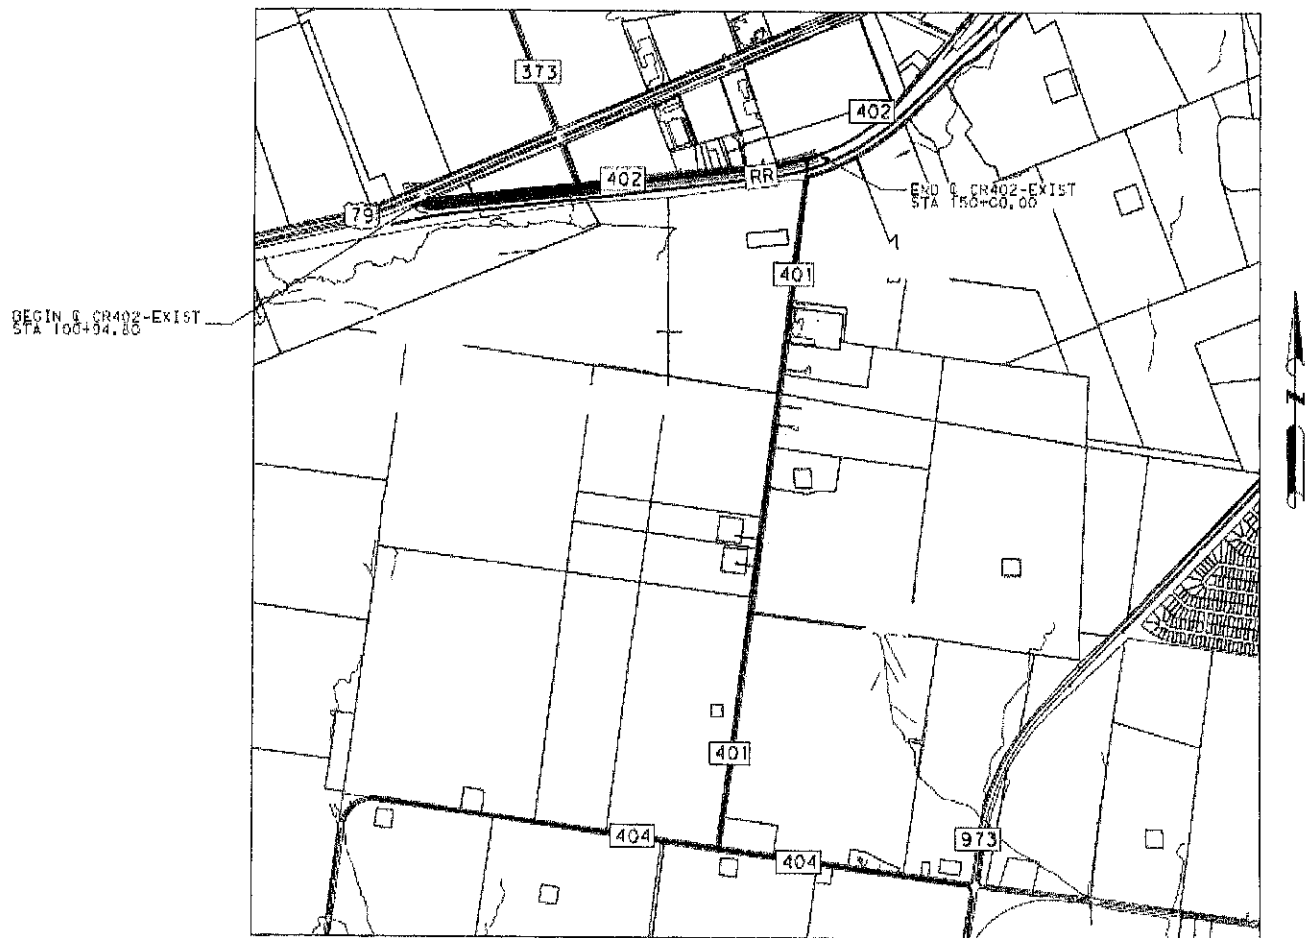 373
402
402
RR
79
END ℄ CR402-EXIST
STA 150+00.00
401
BEGIN ℄ CR402-EXIST
STA 100+94.80
N
401
404
973
404